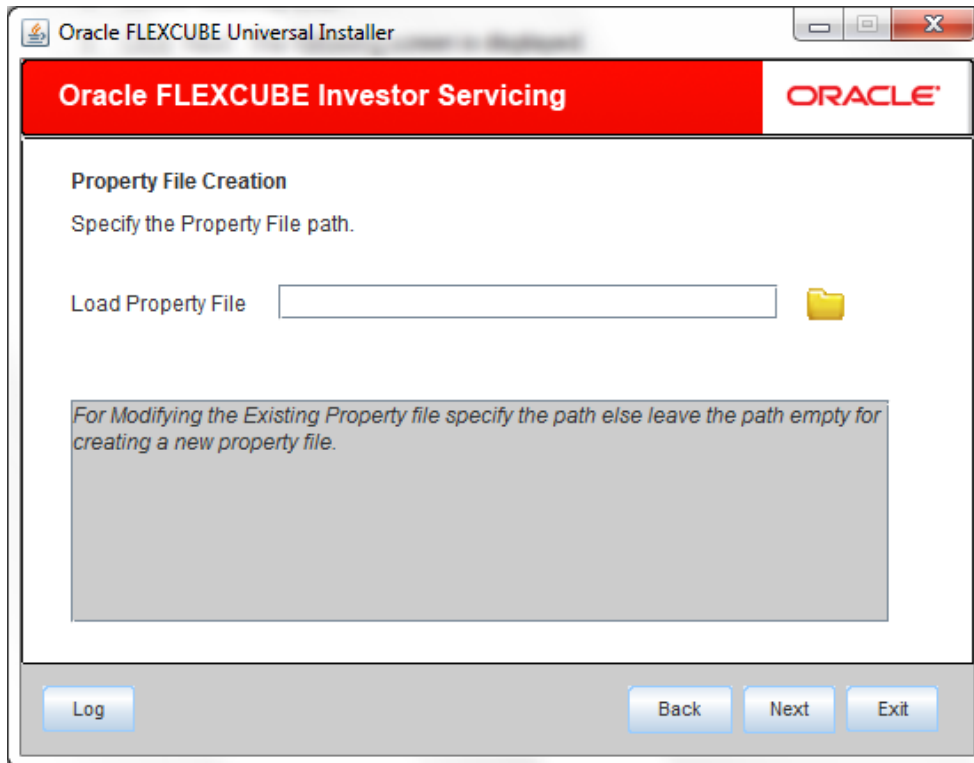 Oracle FLEXCUBE Universal Installer
Oracle FLEXCUBE Investor Servicing
ORACLE
Property File Creation
Specify the Property File path.
Load Property File
For Modifying the Existing Property file specify the path else leave the path empty for
creating a new property file.
Log
Back
Next
Exit